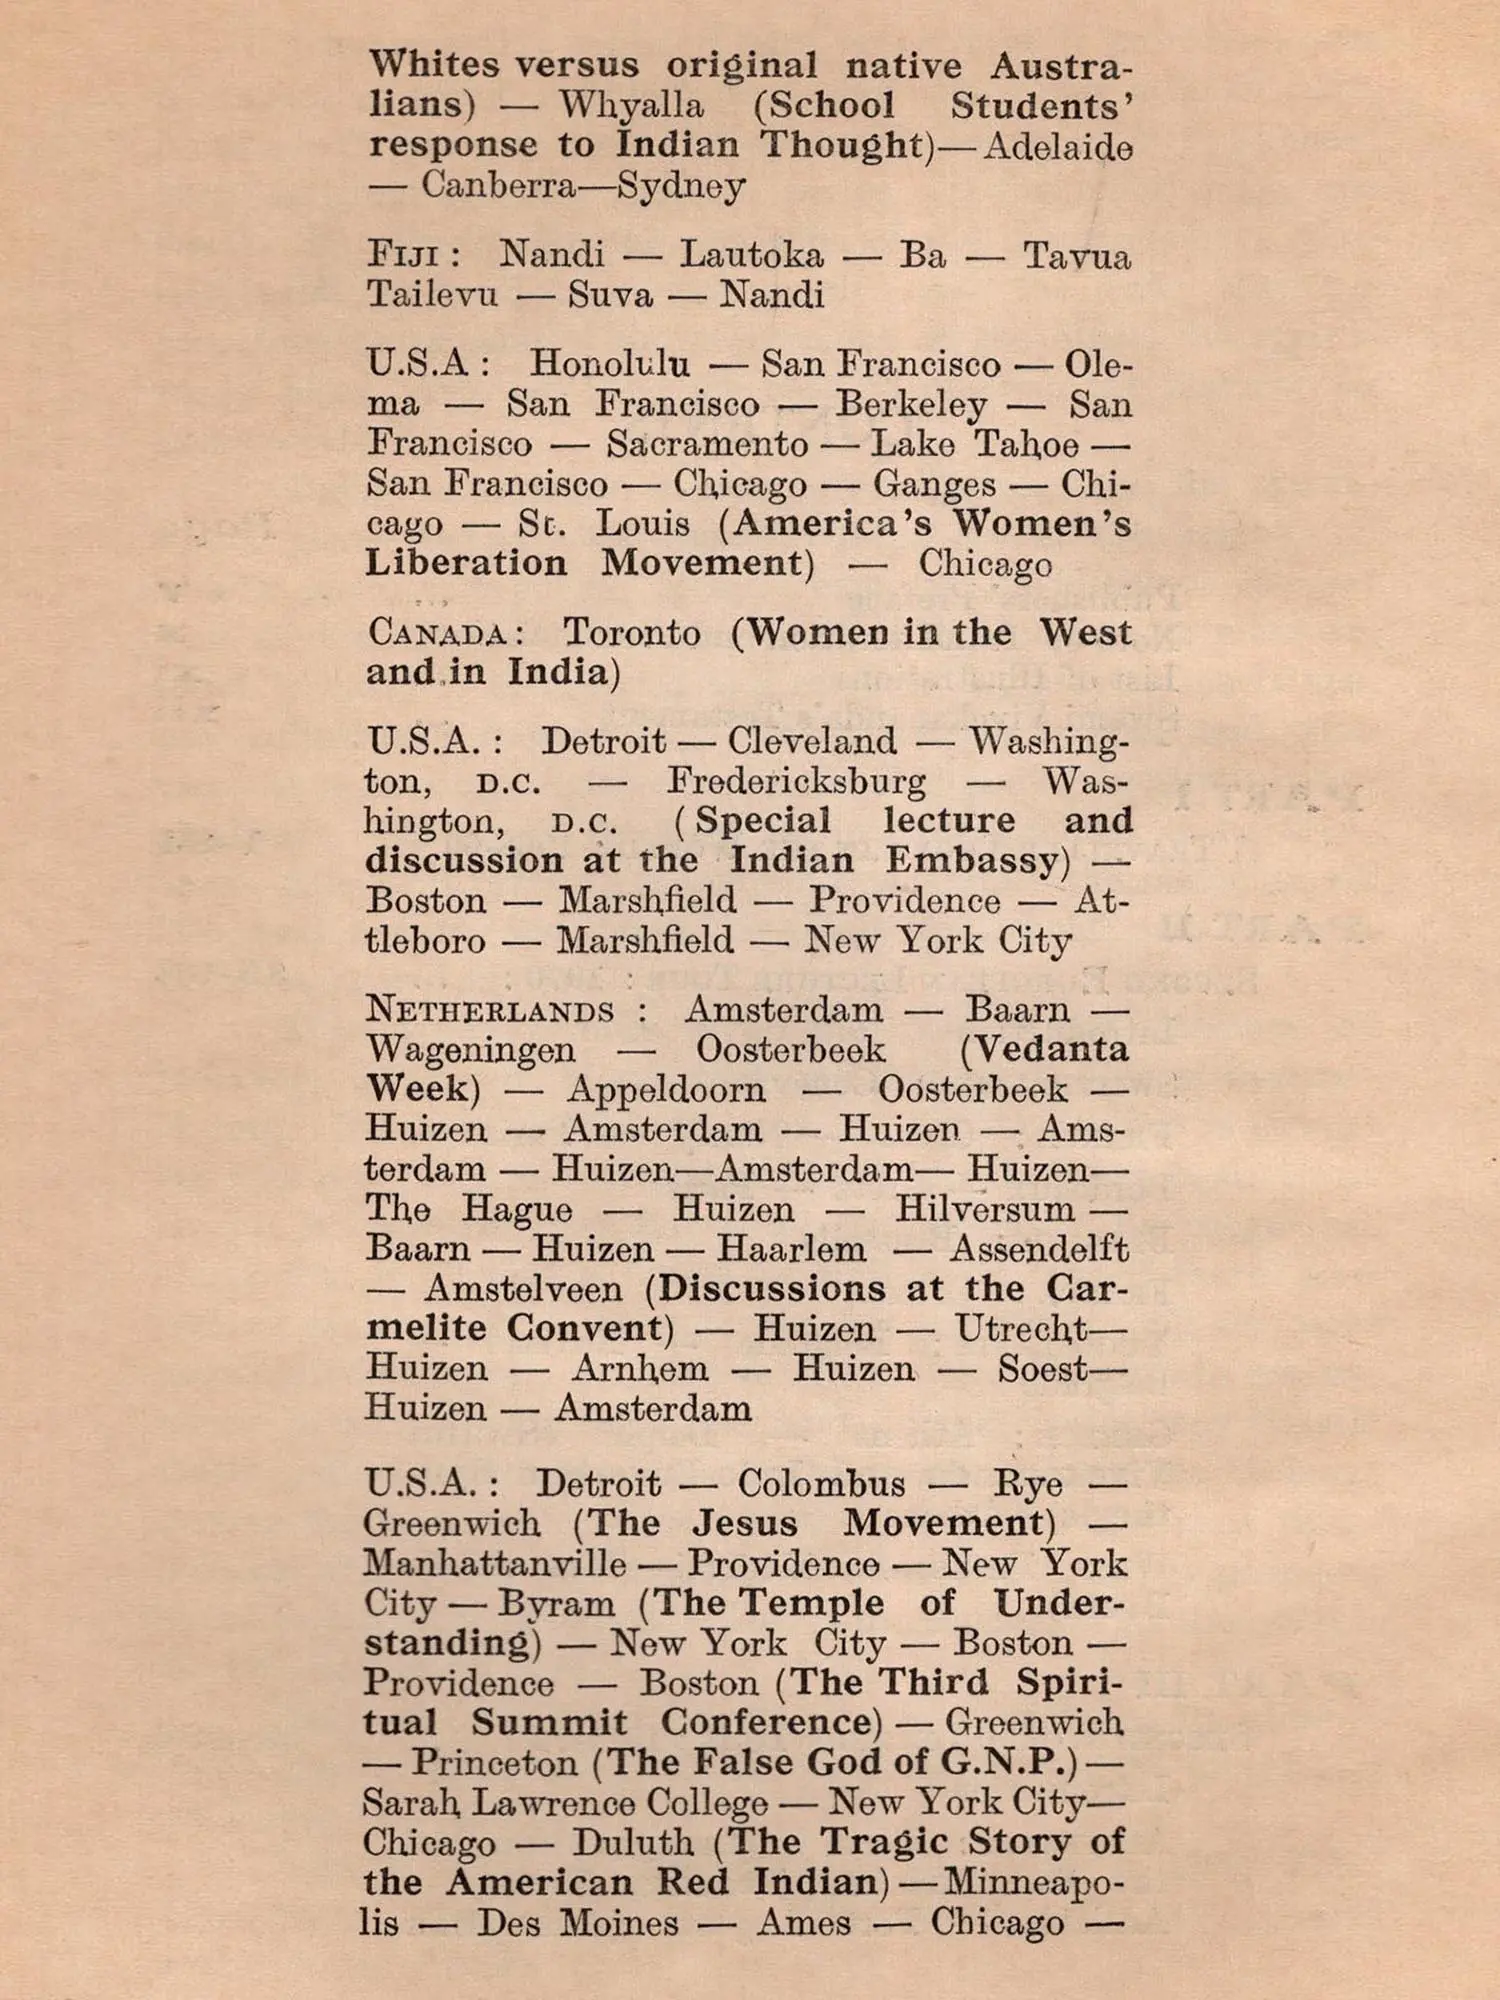 Whites versus original native Austra-
lians) — Whyalla (School Students'
response to Indian Thought)—Adelaide
— Canberra—Sydney
FIJI : Nandi — Lautoka — Ba — Tavua
Tailevu — Suva — Nandi
U.S.A : Honolulu — San Francisco — Ole-
ma — San Francisco — Berkeley — San
Francisco — Sacramento — Lake Tahoe —
San Francisco — Chicago — Ganges — Chi-
cago — St. Louis (America's Women's
Liberation Movement) — Chicago
CANADA: Toronto (Women in the West
and in India)
U.S.A. : Detroit — Cleveland — Washing-
ton, D.C. — Fredericksburg — Was-
hington, D.C. (Special lecture and
discussion at the Indian Embassy) —
Boston — Marshfield — Providence — At-
tleboro — Marshfield — New York City
NETHERLANDS : Amsterdam — Baarn —
Wageningen — Oosterbeek (Vedanta
Week) — Appeldoorn — Oosterbeek —
Huizen — Amsterdam — Huizen — Ams-
terdam — Huizen—Amsterdam— Huizen—
The Hague — Huizen — Hilversum —
Baarn — Huizen — Haarlem — Assendelft
— Amstelveen (Discussions at the Car-
melite Convent) — Huizen — Utrecht—
Huizen — Arnhem — Huizen — Soest—
Huizen — Amsterdam
U.S.A. : Detroit — Colombus — Rye —
Greenwich (The Jesus Movement) —
Manhattanville — Providence — New York
City — Byram (The Temple of Under-
standing) — New York City — Boston —
Providence — Boston (The Third Spiri-
tual Summit Conference) — Greenwich
— Princeton (The False God of G.N.P.) —
Sarah Lawrence College — New York City—
Chicago — Duluth (The Tragic Story of
the American Red Indian) —Minneapo-
lis — Des Moines — Ames — Chicago —